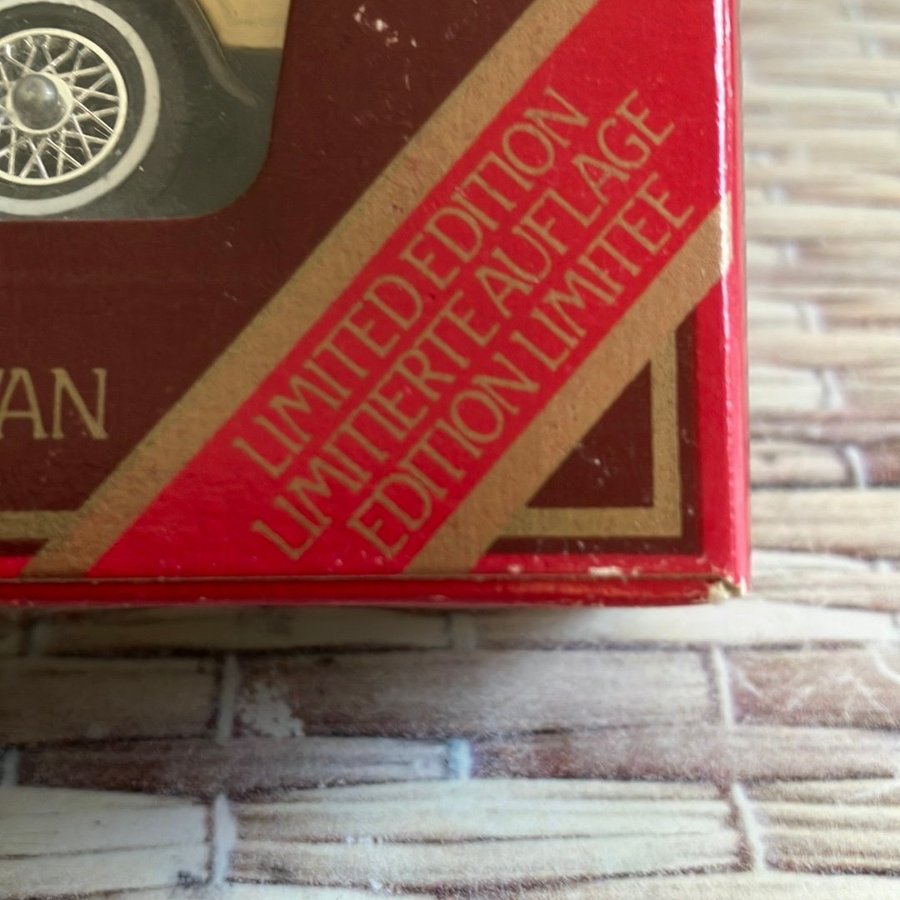 VAN
LIMITED EDITION
LIMITIERTE AUFLAGE
EDITION LIMITEE